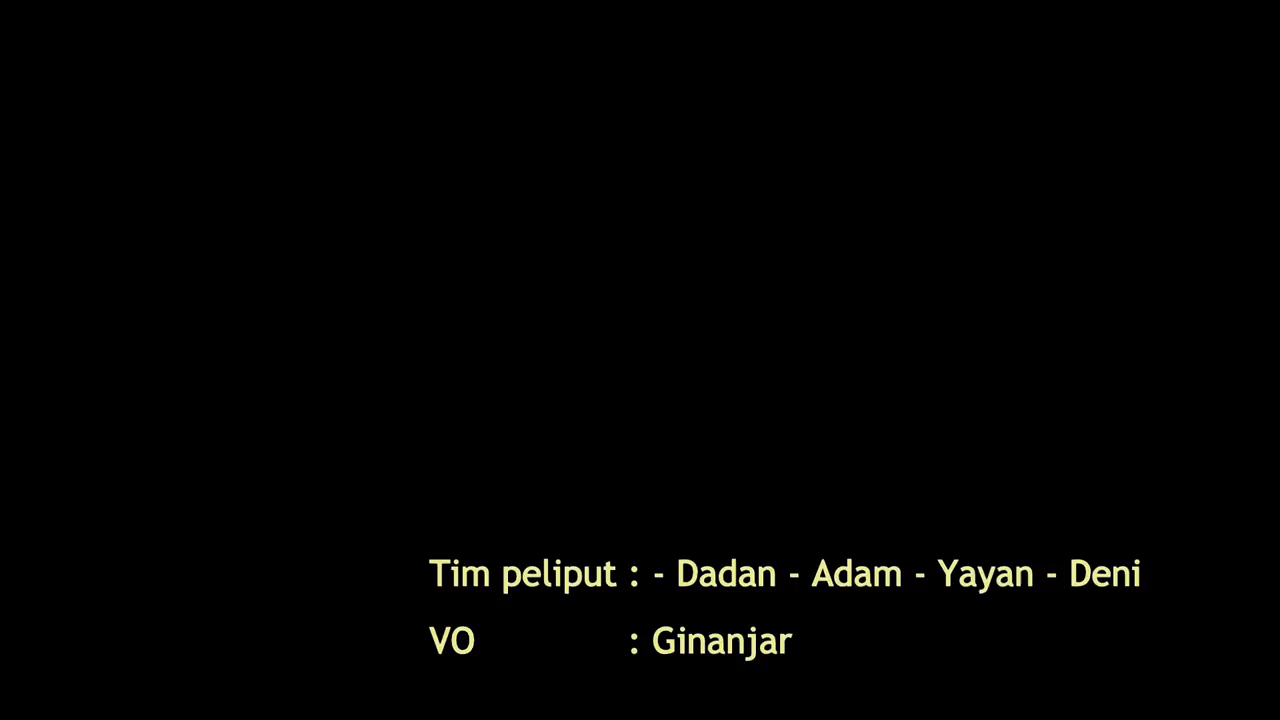 Tim peliput : - Dadan - Adam - Yayan - Deni
VO : Ginanjar